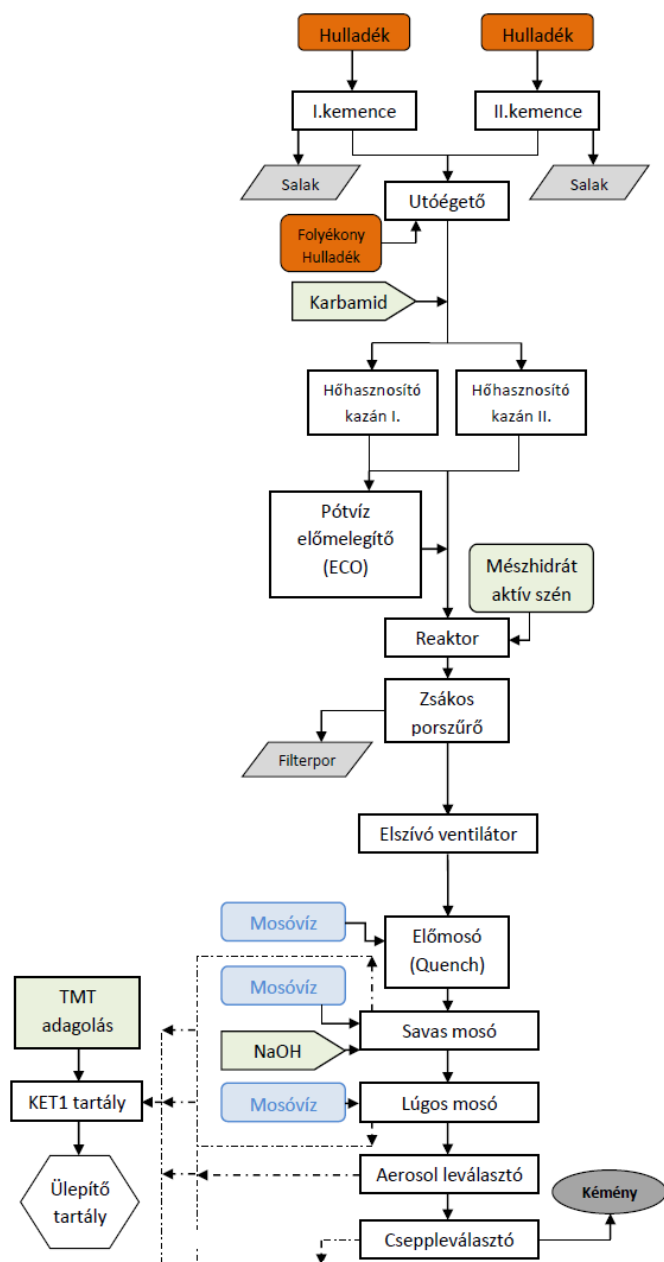 Hulladék
Hulladék
I.kemence
II.kemence
Salak
Salak
Utóégető
Folyékony
Hulladék
Karbamid
Hőhasznosító
kazán I.
Hőhasznosító
kazán II.
Pótvíz
előmelegítő
(ECO)
Mészhidrát
aktív szén
Reaktor
Zsákos
porszűrő
Filterpor
Elszívó ventilátor
Mosóvíz
Előmosó
(Quench)
Mosóvíz
TMT
adagolás
Savas mosó
NaOH
KET1 tartály
Mosóvíz
Lúgos mosó
Ülepítő
tartály
Aerosol leválasztó
Kémény
Cseppleválasztó